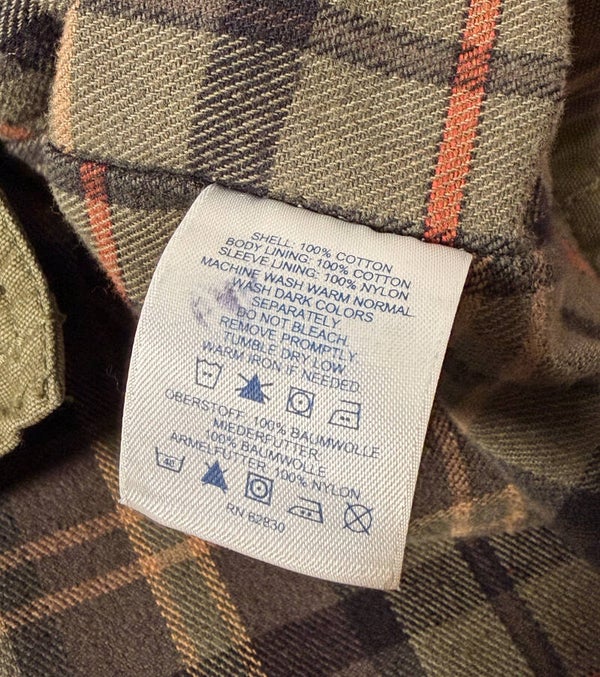 SHELL: 100% COTTON
BODY LINING: 100% COTTON
SLEEVE LINING: 100% NYLON
MACHINE WASH WARM NORMAL
WASH DARK COLORS
SEPARATELY
DO NOT BLEACH
REMOVE PROMPTLY
TUMBLE DRY LOW
WARM IRON IF NEEDED
OBERSTOFF: 100% BAUMWOLLE
MIEDERFUTTER:
100% BAUMWOLLE
ARMELFUTTER: 100% NYLON
40
RN 62830